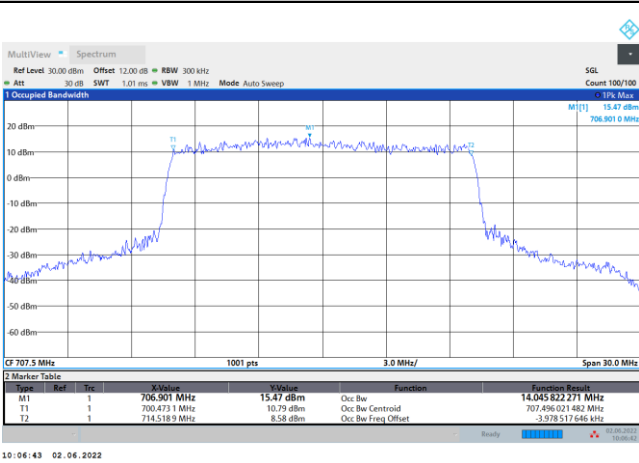 MultiView Spectrum
Ref Level 30.00 dBm Offset 12.00 dB RBW 300 kHz SGL
Att 30 dB SWT 1.01 ms VBW 1 MHz Mode Auto Sweep Count 100/100
1 Occupied Bandwidth 1Pk Max
M1[1] 15.47 dBm
706.901 0 MHz
M1
T1
T2
20 dBm
10 dBm
0 dBm
-10 dBm
-20 dBm
-30 dBm
-40 dBm
-50 dBm
-60 dBm
CF 707.5 MHz 1001 pts 3.0 MHz/ Span 30.0 MHz
2 Marker Table
Type Ref Trc X-Value Y-Value Function Function Result
M1 1 706.901 MHz 15.47 dBm Occ Bw 14.045 822 271 MHz
T1 1 700.473 1 MHz 10.79 dBm Occ Bw Centroid 707.496 021 482 MHz
T2 1 714.518 9 MHz 8.58 dBm Occ Bw Freq Offset -3.978 517 646 kHz
Ready 02.06.2022
10:06:42
10:06:43 02.06.2022